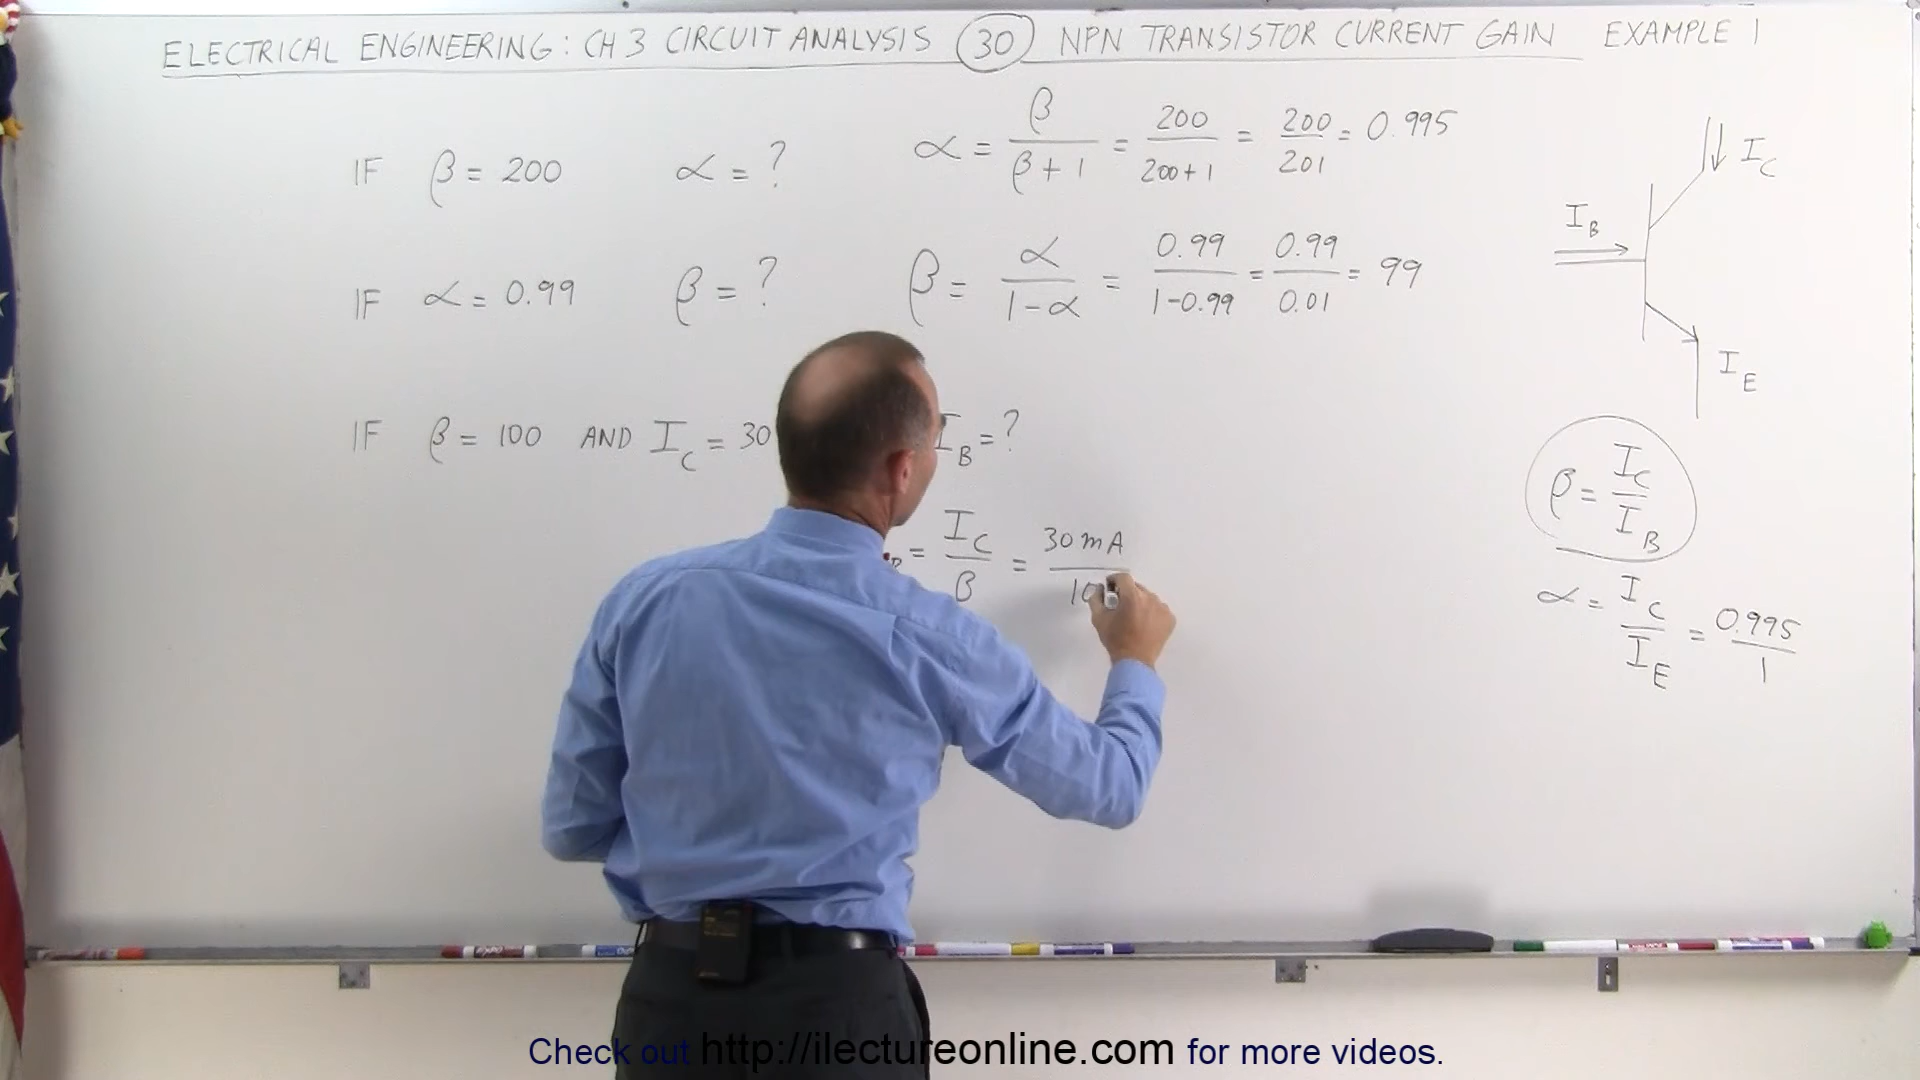 ELECTRICAL ENGINEERING: CH 3 CIRCUIT ANALYSIS 30 NPN TRANSISTOR CURRENT GAIN EXAMPLE 1
IF β = 200 α = ? α = β / β + 1 = 200 / 200 + 1 = 200 / 201 = 0.995
IF α = 0.99 β = ? β = α / 1 - α = 0.99 / 1 - 0.99 = 0.99 / 0.01 = 99
IF β = 100 AND I_C = 30 I_B = ?
= I_C / β = 30 mA / 10
I_C
I_B
I_E
β = I_C / I_B
α = I_C / I_E = 0.995 / 1
Check out http://ilectureonline.com for more videos.